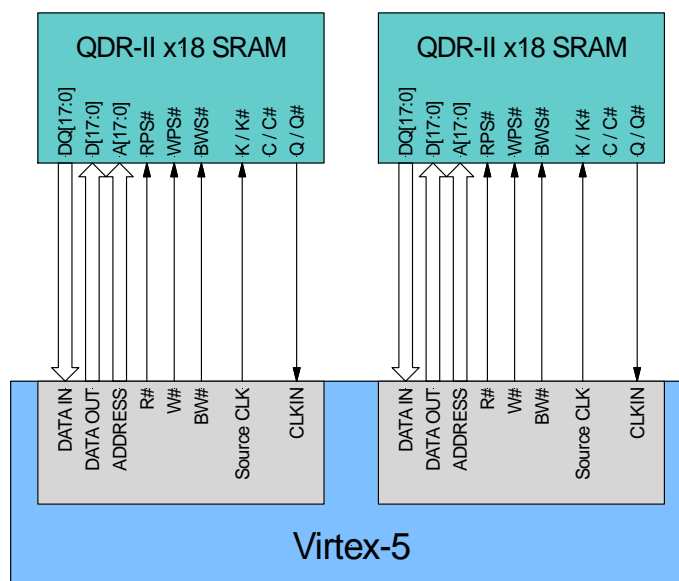 QDR-II x18 SRAM
DQ[17:0]
D[17:0]
A[17:0]
RPS#
WPS#
BWS#
K / K#
C / C#
Q / Q#
DATA IN
DATA OUT
ADDRESS
R#
W#
BW#
Source CLK
CLKIN
QDR-II x18 SRAM
DQ[17:0]
D[17:0]
A[17:0]
RPS#
WPS#
BWS#
K / K#
C / C#
Q / Q#
DATA IN
DATA OUT
ADDRESS
R#
W#
BW#
Source CLK
CLKIN
Virtex-5